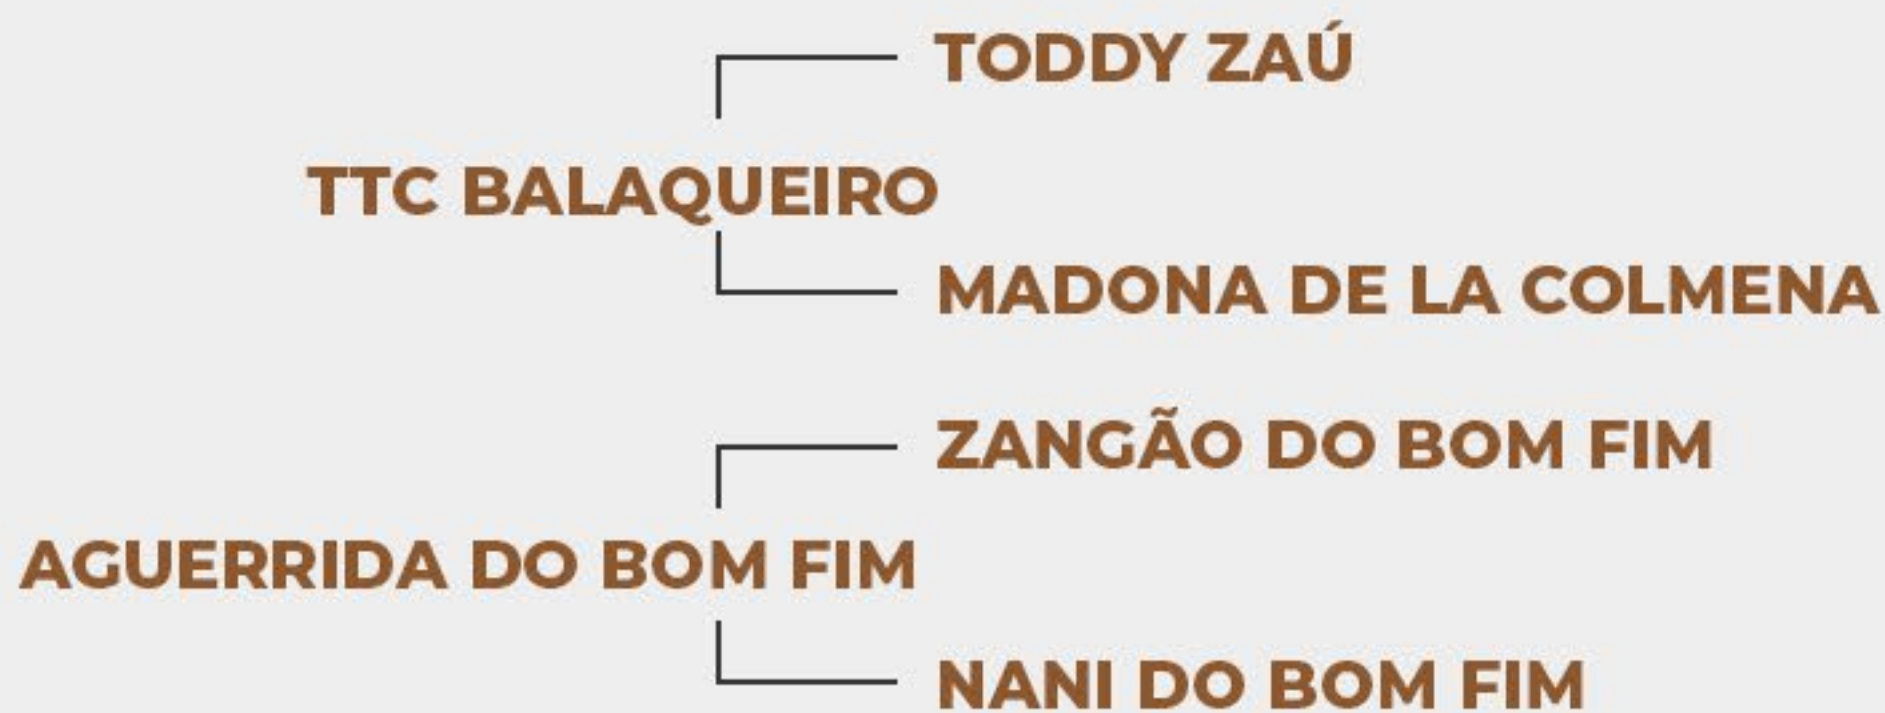 TODDY ZAÚ
TTC BALAQUEIRO
MADONA DE LA COLMENA
ZANGÃO DO BOM FIM
AGUERRIDA DO BOM FIM
NANI DO BOM FIM